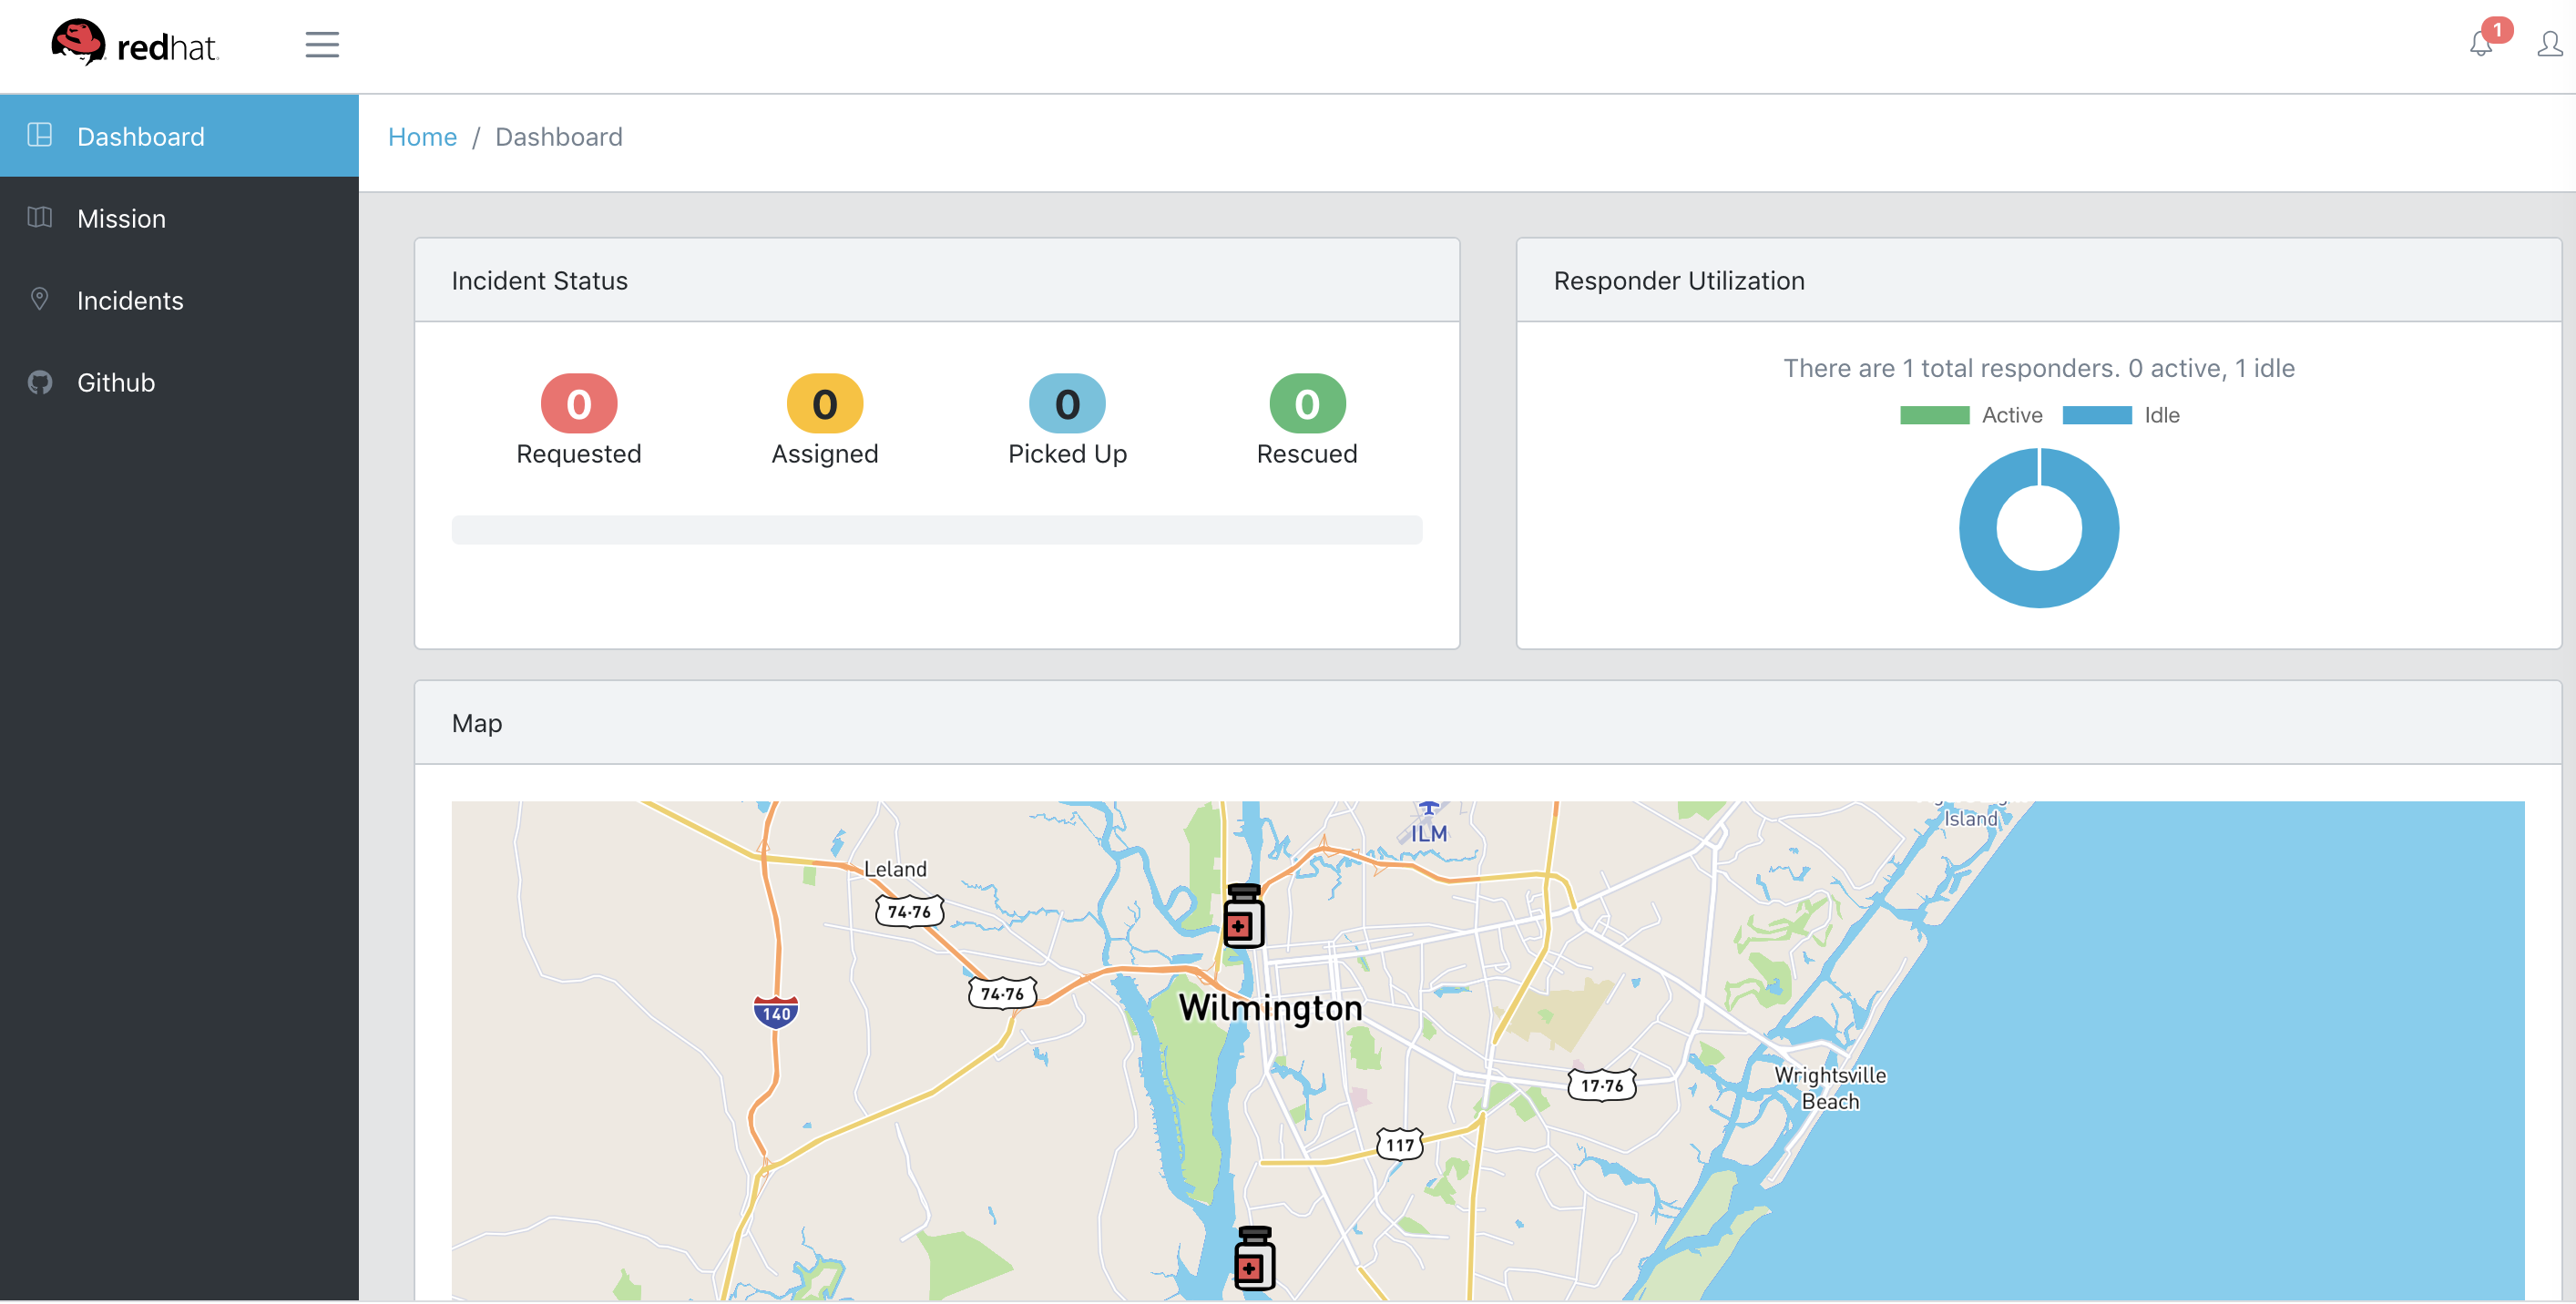 redhat.
1
Dashboard
Home / Dashboard
Mission
Incidents
Github
Incident Status
0
0
0
0
Requested
Assigned
Picked Up
Rescued
Responder Utilization
There are 1 total responders. 0 active, 1 idle
Active
Idle
Map
Island
ILM
Leland
74·76
74·76
140
Wilmington
17·76
Wrightsville
Beach
117